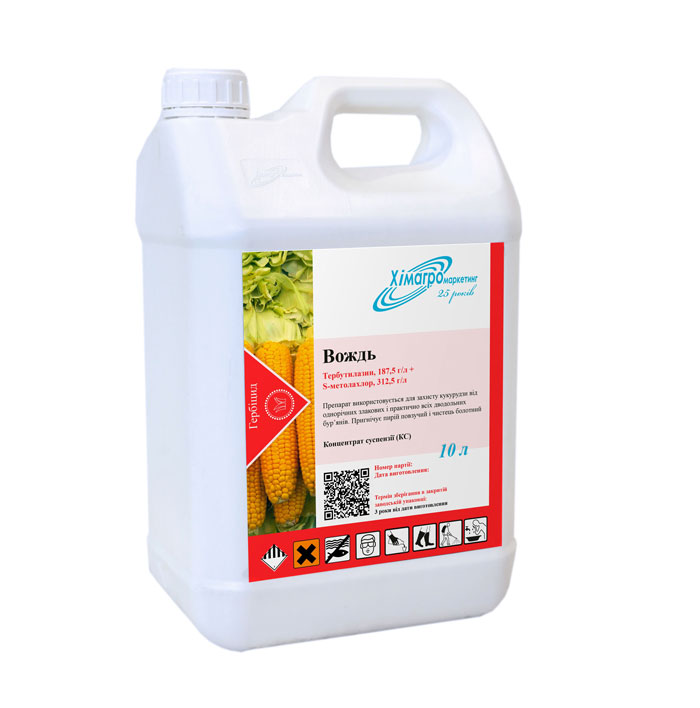 Хімагромаркетинг
25 років
Вождь
Тербутилазин, 187,5 г/л +
S-метолахлор, 312,5 г/л
Препарат використовується для захисту кукурудзи від
однорічних злакових і практично всіх дводольних
бур'янів. Пригнічує пирій повзучий і чистець болотний
Концентрат суспензії (КС)
10 л
Гербіцид
Номер партії:
Дата виготовлення:
Термін зберігання в закритій
заводській упаковці:
3 роки від дати виготовлення